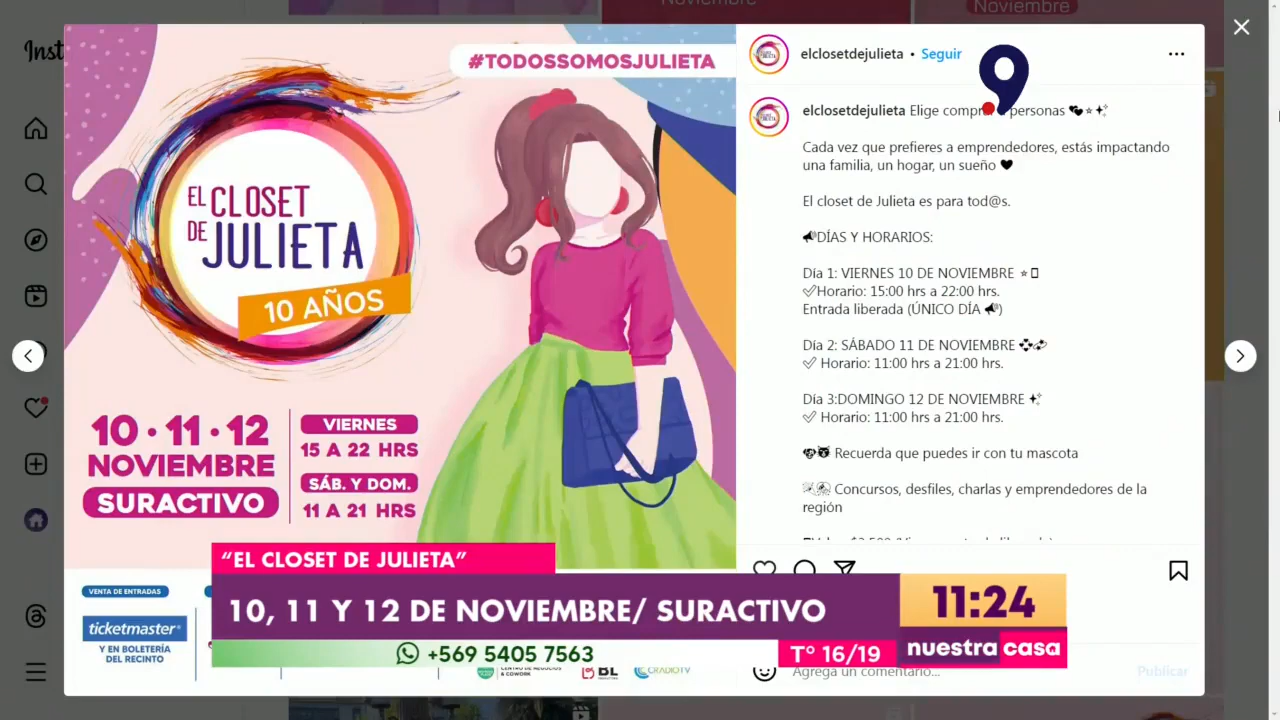 Noviembre
Noviembre
Inst
#TODOSSOMOSJULIETA
EL CLOSET
DE JULIETA
10 AÑOS
10 · 11 · 12
NOVIEMBRE
SURACTIVO
VIERNES
15 A 22 HRS
SÁB. Y DOM.
11 A 21 HRS
VENTA DE ENTRADAS
ticketmaster
Y EN BOLETERÍA
DEL RECINTO
elclosetdejulieta • Seguir
9
elclosetdejulieta Elige personas
Cada vez que prefieres a emprendedores, estás impactando
una familia, un hogar, un sueño
El closet de Julieta es para tod@s.
DÍAS Y HORARIOS:
Día 1: VIERNES 10 DE NOVIEMBRE
Horario: 15:00 hrs a 22:00 hrs.
Entrada liberada (ÚNICO DÍA)
Día 2: SÁBADO 11 DE NOVIEMBRE
Horario: 11:00 hrs a 21:00 hrs.
Día 3:DOMINGO 12 DE NOVIEMBRE
Horario: 11:00 hrs a 21:00 hrs.
Recuerda que puedes ir con tu mascota
Concursos, desfiles, charlas y emprendedores de la
región
"EL CLOSET DE JULIETA"
10, 11 Y 12 DE NOVIEMBRE/ SURACTIVO
11:24
+569 5405 7563
T° 16/19
nuestra casa
& COWORK
BL
CRADIOTV
Agrega un comentario...
Publicar